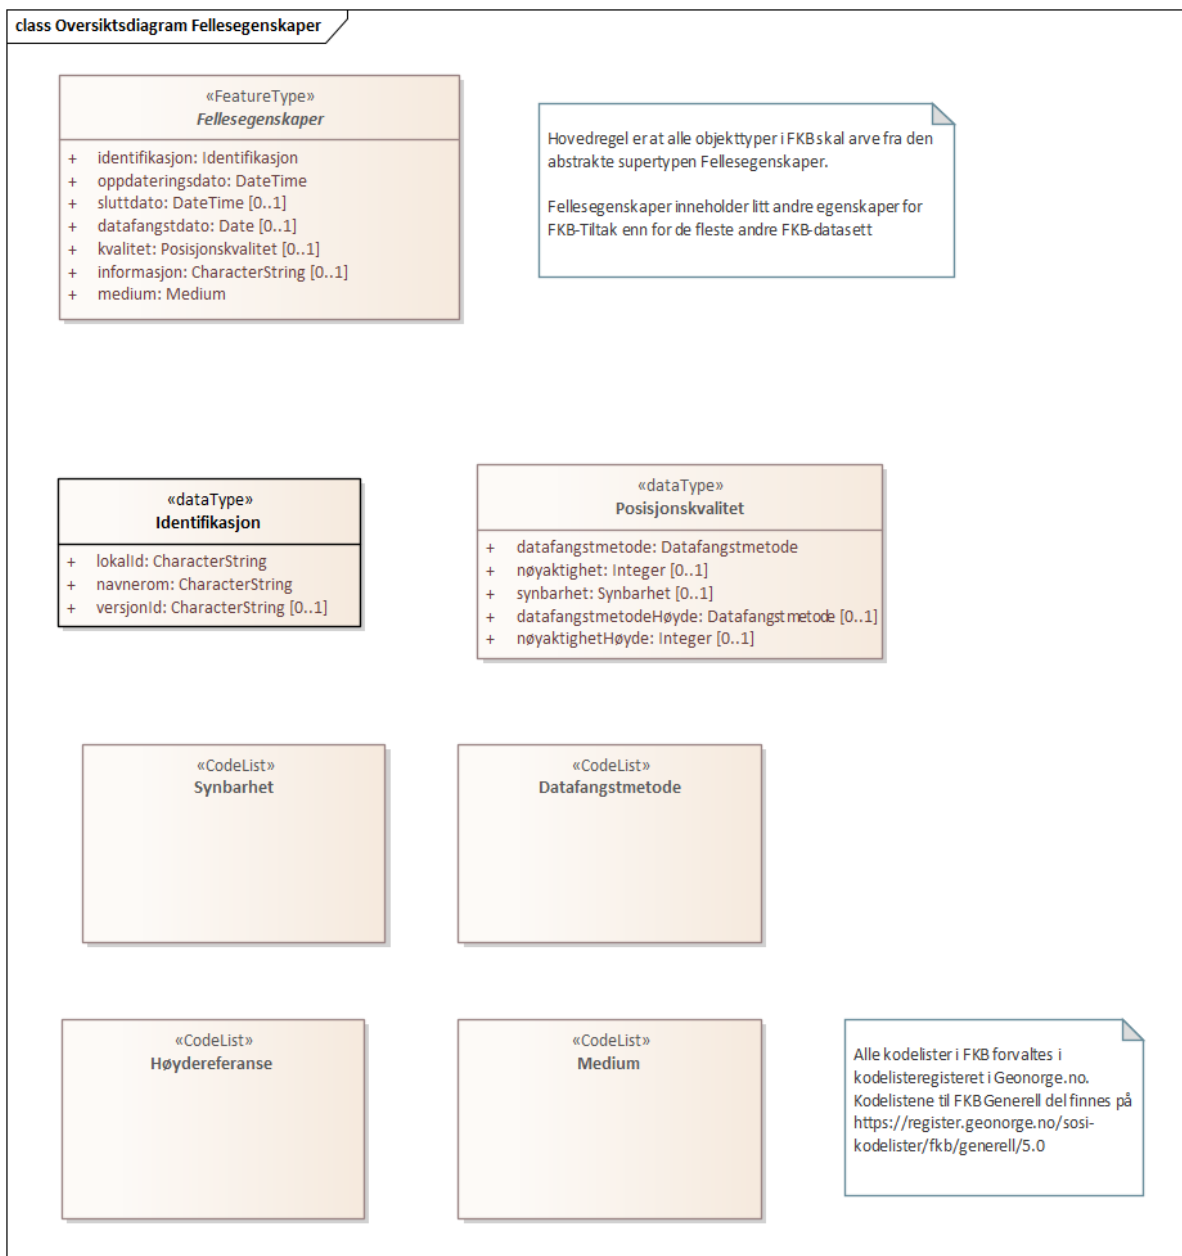 class Oversiktsdiagram Fellesegenskaper
«FeatureType»
Fellesegenskaper
+ identifikasjon: Identifikasjon
+ oppdateringsdato: DateTime
+ sluttdato: DateTime [0..1]
+ datafangstdato: Date [0..1]
+ kvalitet: Posisjonskvalitet [0..1]
+ informasjon: CharacterString [0..1]
+ medium: Medium
Hovedregel er at alle objekttyper i FKB skal arve fra den
abstrakte supertypen Fellesegenskaper.
Fellesegenskaper inneholder litt andre egenskaper for
FKB-Tiltak enn for de fleste andre FKB-datasett
«dataType»
Identifikasjon
+ lokalId: CharacterString
+ navnerom: CharacterString
+ versjonId: CharacterString [0..1]
«dataType»
Posisjonskvalitet
+ datafangstmetode: Datafangstmetode
+ nøyaktighet: Integer [0..1]
+ synbarhet: Synbarhet [0..1]
+ datafangstmetodeHøyde: Datafangstmetode [0..1]
+ nøyaktighetHøyde: Integer [0..1]
«CodeList»
Synbarhet
«CodeList»
Datafangstmetode
«CodeList»
Høydereferanse
«CodeList»
Medium
Alle kodelister i FKB forvaltes i
kodelisteregisteret i Geonorge.no.
Kodelistene til FKB Generell del finnes på
https://register.geonorge.no/sosi-
kodelister/fkb/generell/5.0